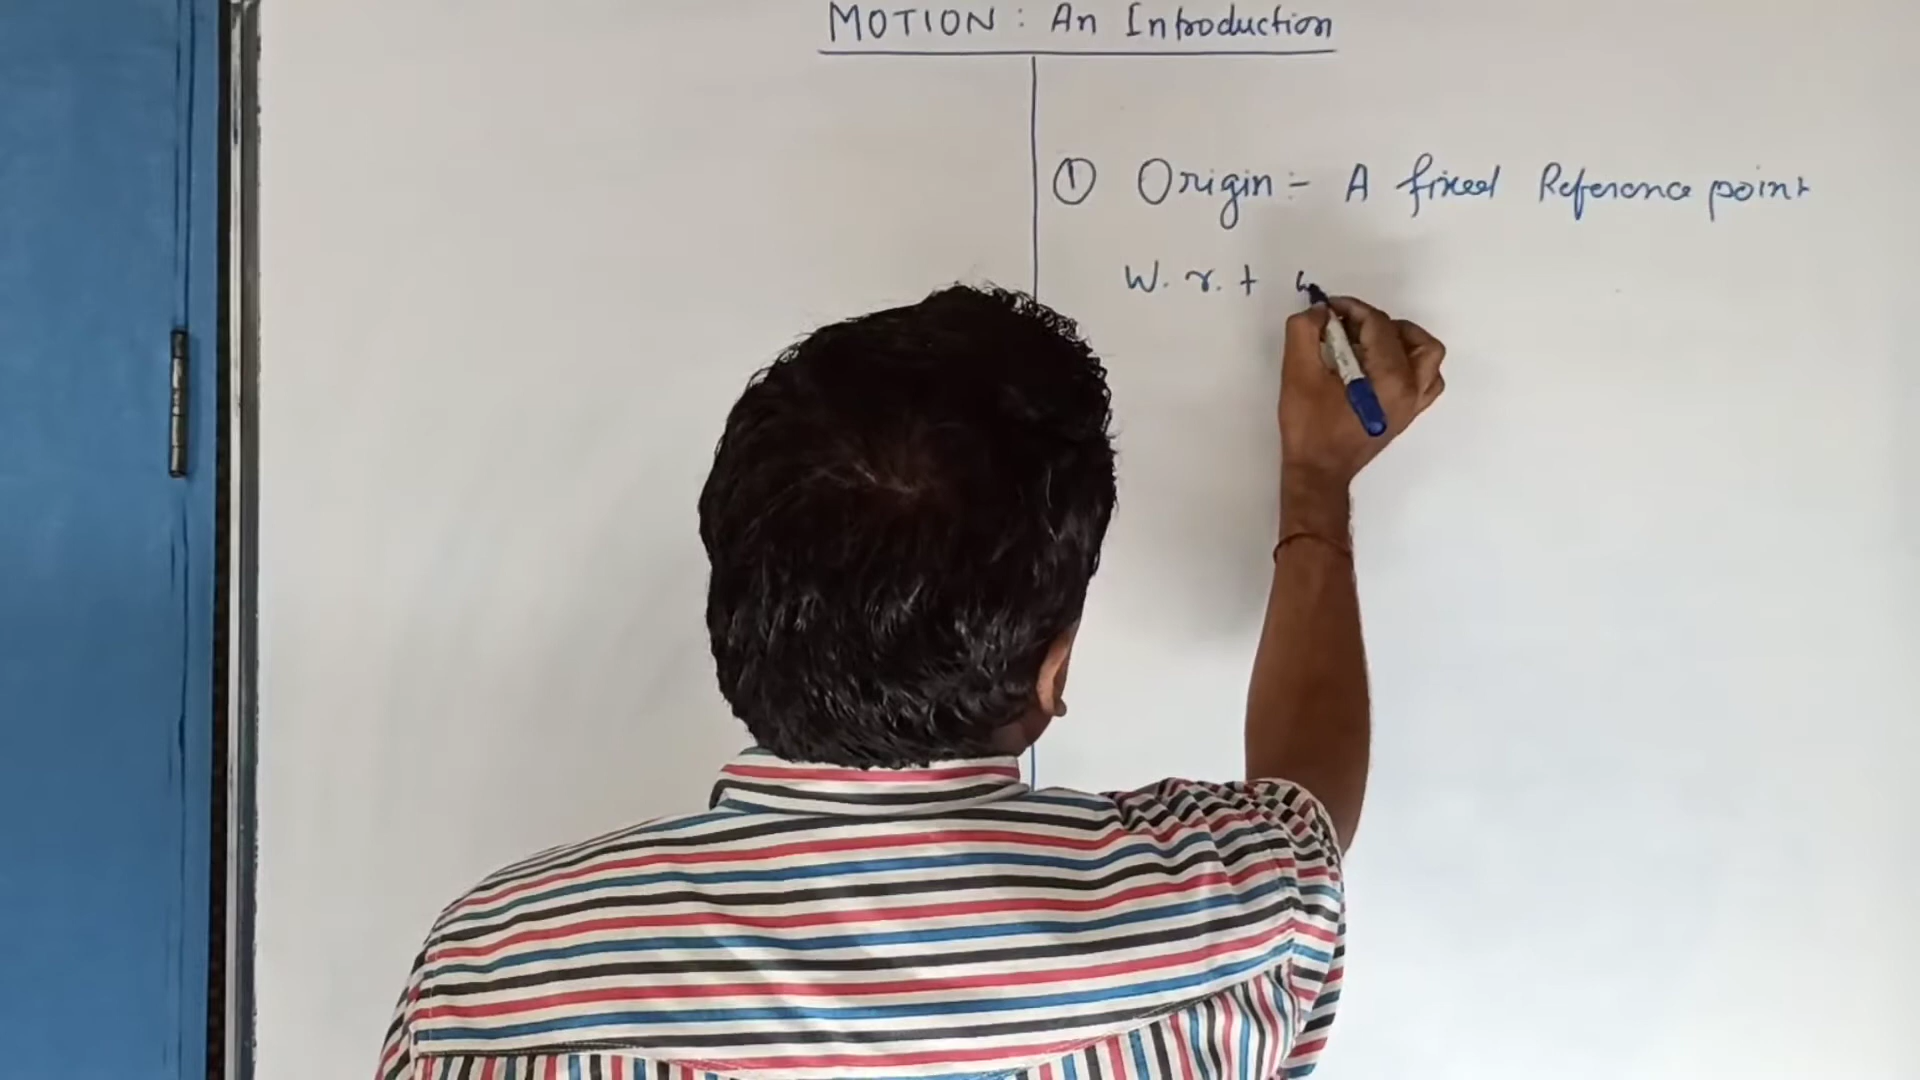 MOTION : An Introduction
① Origin :- A fixed Reference point
W. r. t